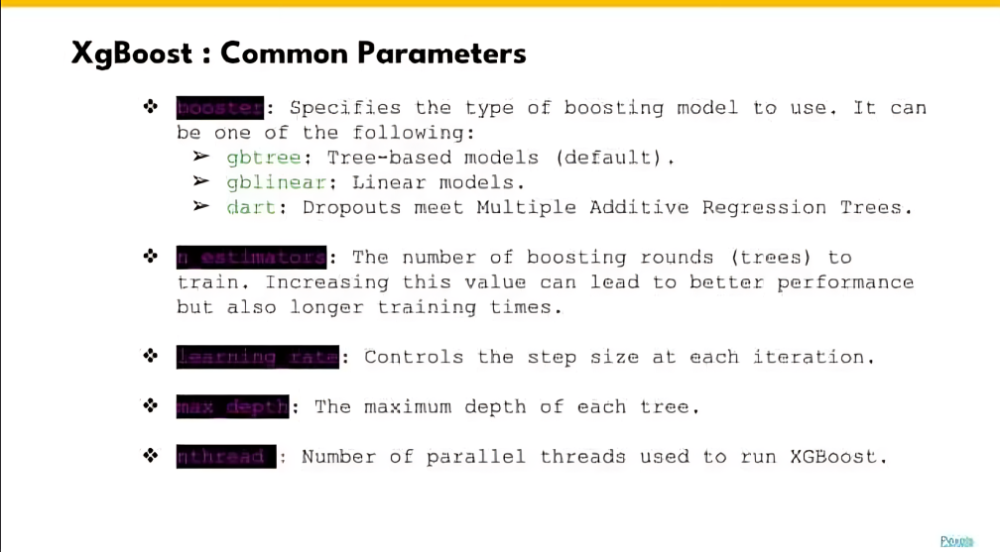 XgBoost : Common Parameters
❖ booster: Specifies the type of boosting model to use. It can
be one of the following:
➢ gbtree: Tree-based models (default).
➢ gblinear: Linear models.
➢ dart: Dropouts meet Multiple Additive Regression Trees.
❖ n_estimators: The number of boosting rounds (trees) to
train. Increasing this value can lead to better performance
but also longer training times.
❖ learning_rate: Controls the step size at each iteration.
❖ max_depth: The maximum depth of each tree.
❖ nthread : Number of parallel threads used to run XGBoost.